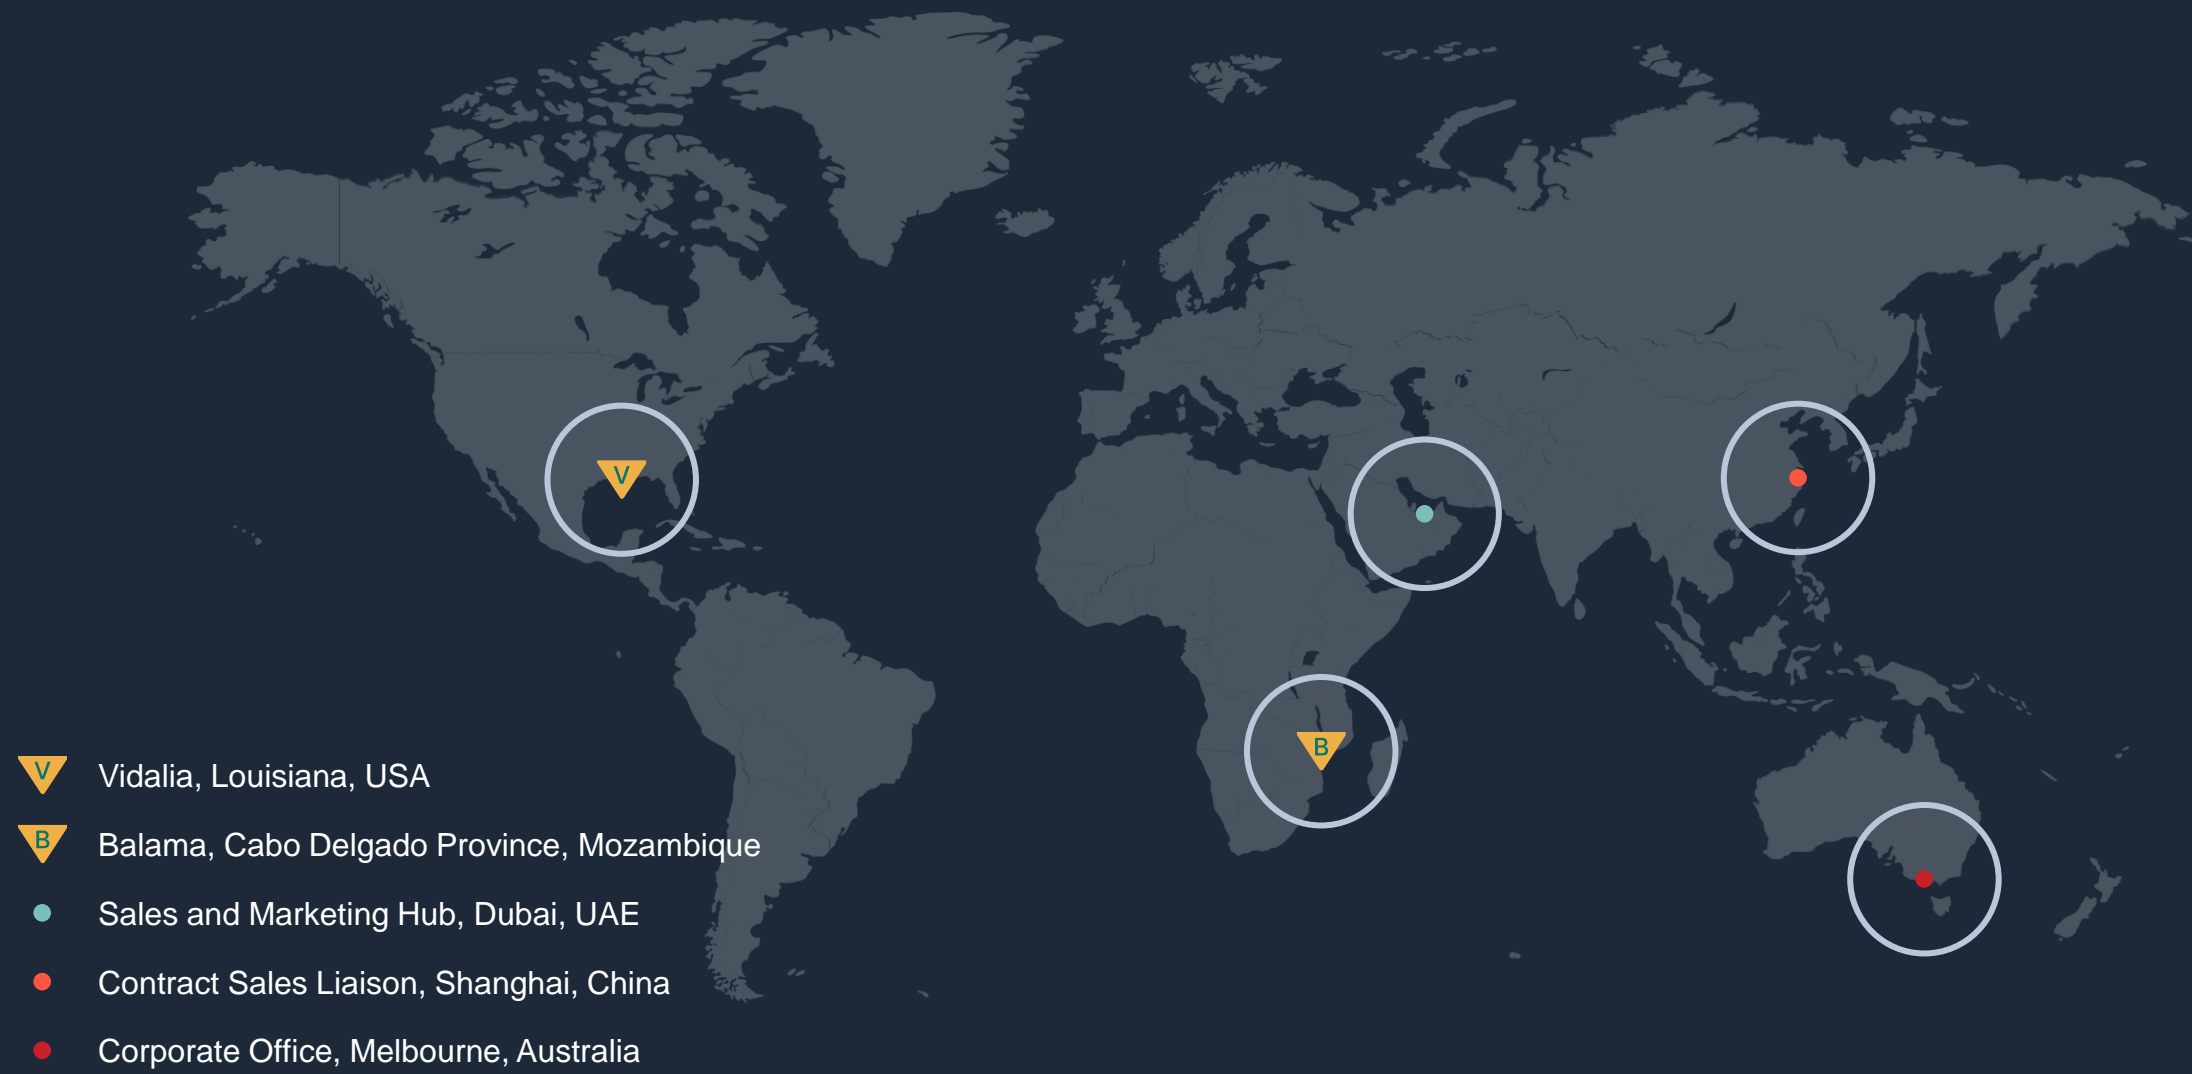 V
B
V Vidalia, Louisiana, USA
B Balama, Cabo Delgado Province, Mozambique
Sales and Marketing Hub, Dubai, UAE
Contract Sales Liaison, Shanghai, China
Corporate Office, Melbourne, Australia